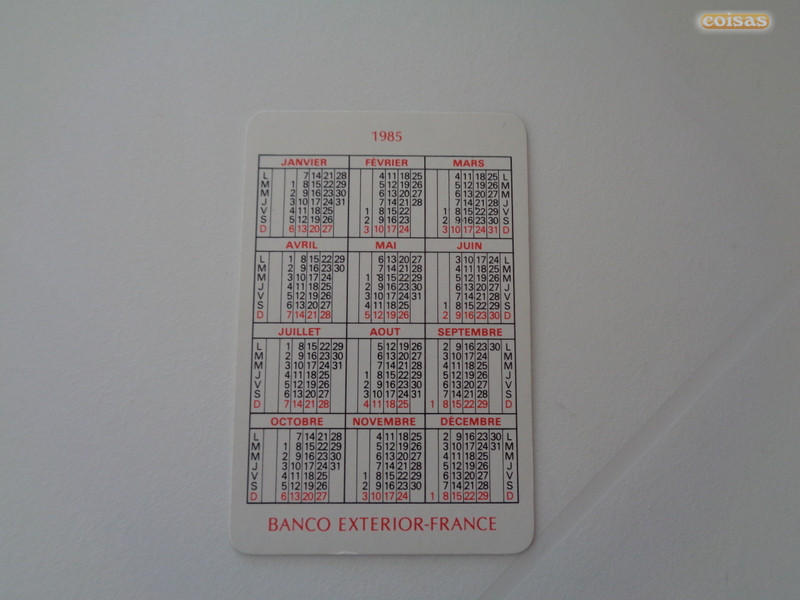 coisas
1985
JANVIER FÉVRIER MARS
L 7 14 21 28 4 11 18 25 4 11 18 25 L
M 1 8 15 22 29 5 12 19 26 5 12 19 26 M
M 2 9 16 23 30 6 13 20 27 6 13 20 27 M
J 3 10 17 24 31 7 14 21 28 7 14 21 28 J
V 4 11 18 25 1 8 15 22 1 8 15 22 29 V
S 5 12 19 26 2 9 16 23 2 9 16 23 30 S
D 6 13 20 27 3 10 17 24 3 10 17 24 31 D
AVRIL MAI JUIN
L 1 8 15 22 29 6 13 20 27 3 10 17 24 L
M 2 9 16 23 30 7 14 21 28 4 11 18 25 M
M 3 10 17 24 1 8 15 22 29 5 12 19 26 M
J 4 11 18 25 2 9 16 23 30 6 13 20 27 J
V 5 12 19 26 3 10 17 24 31 7 14 21 28 V
S 6 13 20 27 4 11 18 25 1 8 15 22 29 S
D 7 14 21 28 5 12 19 26 2 9 16 23 30 D
JUILLET AOUT SEPTEMBRE
L 1 8 15 22 29 5 12 19 26 2 9 16 23 30 L
M 2 9 16 23 30 6 13 20 27 3 10 17 24 M
M 3 10 17 24 31 7 14 21 28 4 11 18 25 M
J 4 11 18 25 1 8 15 22 29 5 12 19 26 J
V 5 12 19 26 2 9 16 23 30 6 13 20 27 V
S 6 13 20 27 3 10 17 24 31 7 14 21 28 S
D 7 14 21 28 4 11 18 25 1 8 15 22 29 D
OCTOBRE NOVEMBRE DÉCEMBRE
L 7 14 21 28 4 11 18 25 2 9 16 23 30 L
M 1 8 15 22 29 5 12 19 26 3 10 17 24 31 M
M 2 9 16 23 30 6 13 20 27 4 11 18 25 M
J 3 10 17 24 31 7 14 21 28 5 12 19 26 J
V 4 11 18 25 1 8 15 22 29 6 13 20 27 V
S 5 12 19 26 2 9 16 23 30 7 14 21 28 S
D 6 13 20 27 3 10 17 24 1 8 15 22 29 D
BANCO EXTERIOR-FRANCE